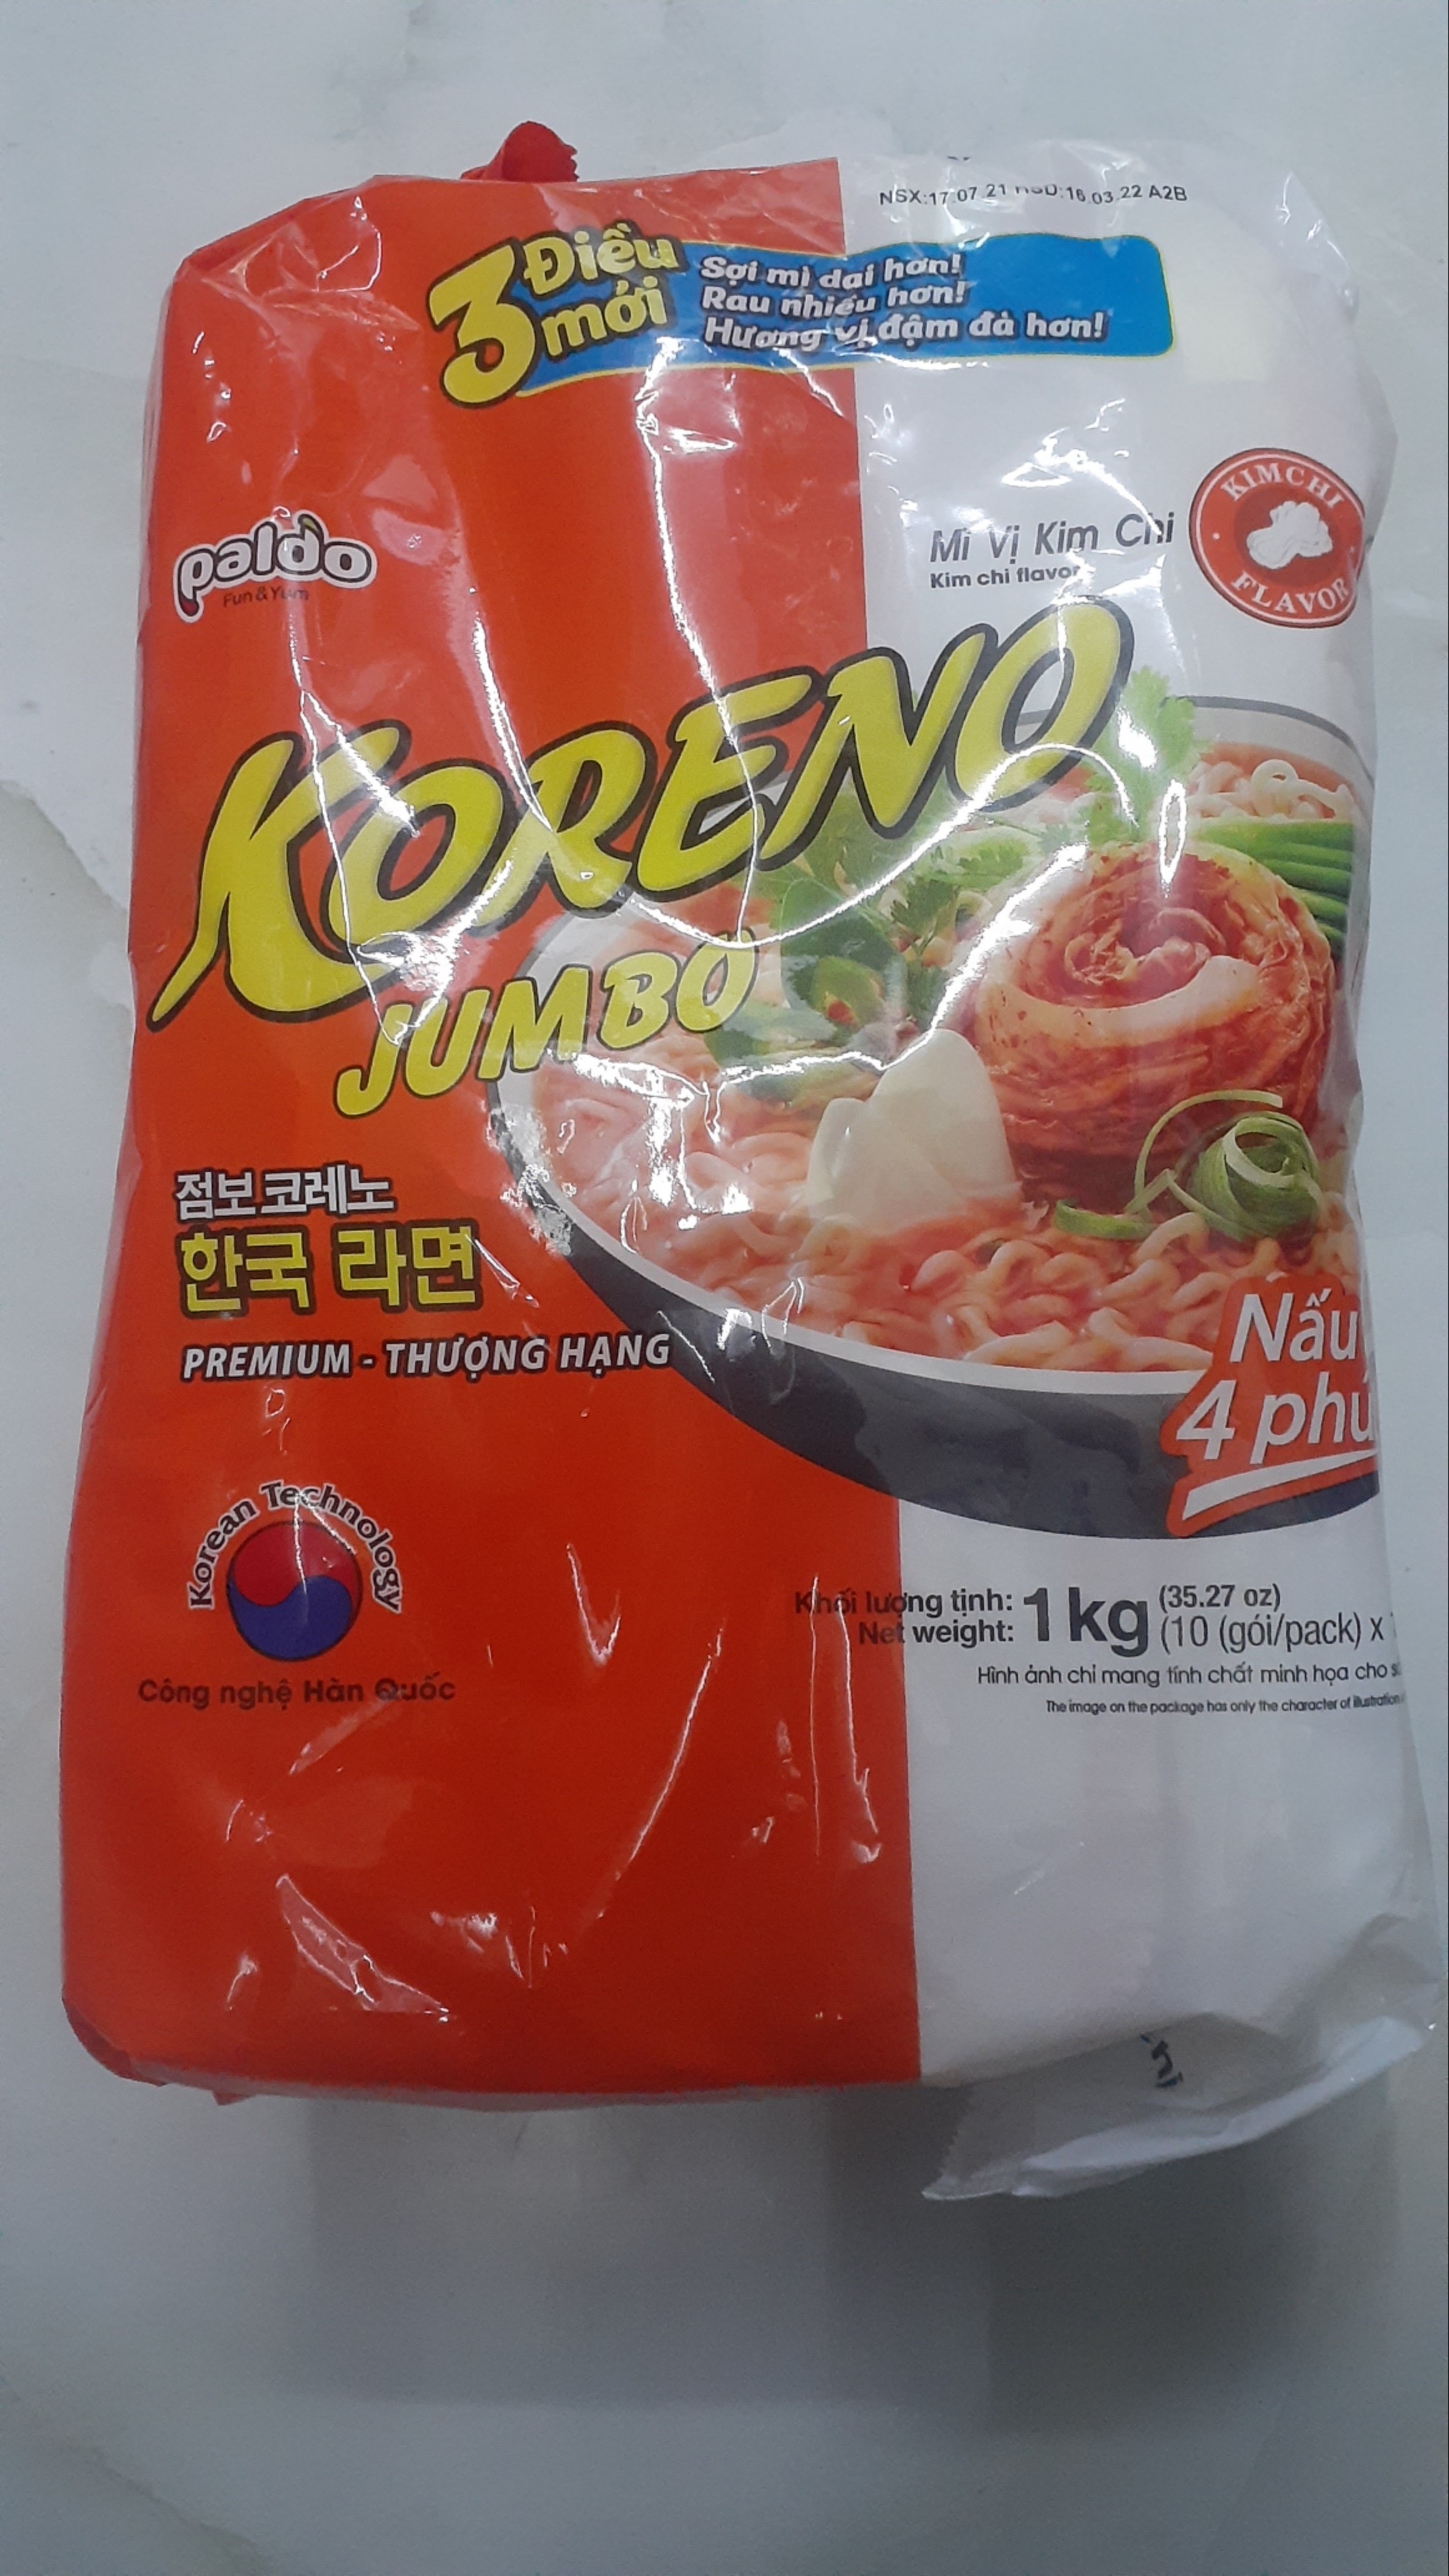 NSX:17.07.21 HSD:16.03.22 A2B
3 Điều mới
Sợi mì dai hơn!
Rau nhiều hơn!
Hương vị đậm đà hơn!
paldo
Fun & Yum
Mì Vị Kim Chi
Kim chi flavor
KIMCHI
FLAVOR
KORENO
JUMBO
점보 코레노
한국 라면
PREMIUM - THƯỢNG HẠNG
Nấu
4 phú
Korean Technology
Công nghệ Hàn Quốc
Khối lượng tịnh:
Net weight:
1 kg
(35.27 oz)
(10 (gói/pack) x
Hình ảnh chỉ mang tính chất minh họa cho
The image on the package has only the character of illustration